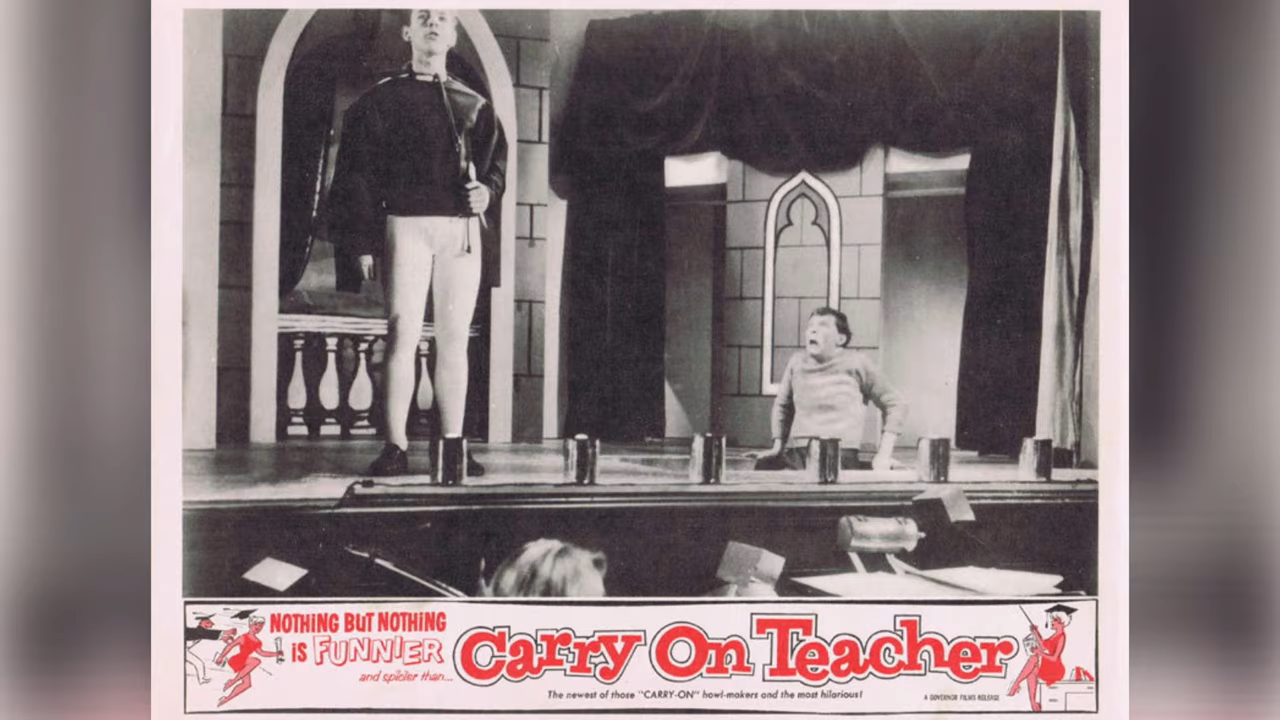 NOTHING BUT NOTHING
IS FUNNIER
and spicier than...
Carry On Teacher
The newest of those "CARRY-ON" howl-makers and the most hilarious!
A GOVERNOR FILMS RELEASE